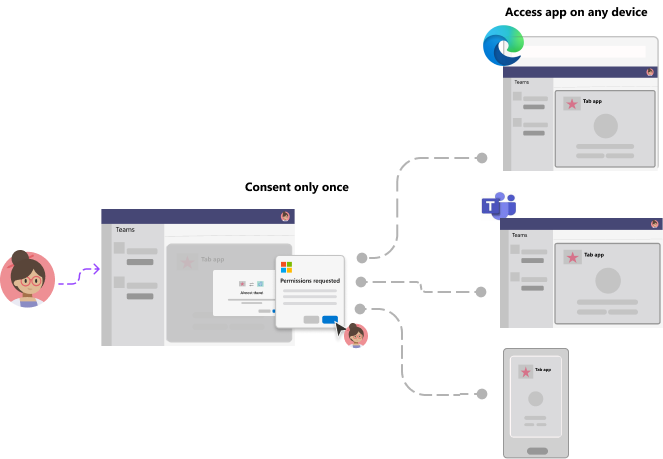 Access app on any device
Teams
Tab app
Consent only once
Teams
Tab app
Almost there!
Permissions requested
T
Teams
Tab app
Tab app